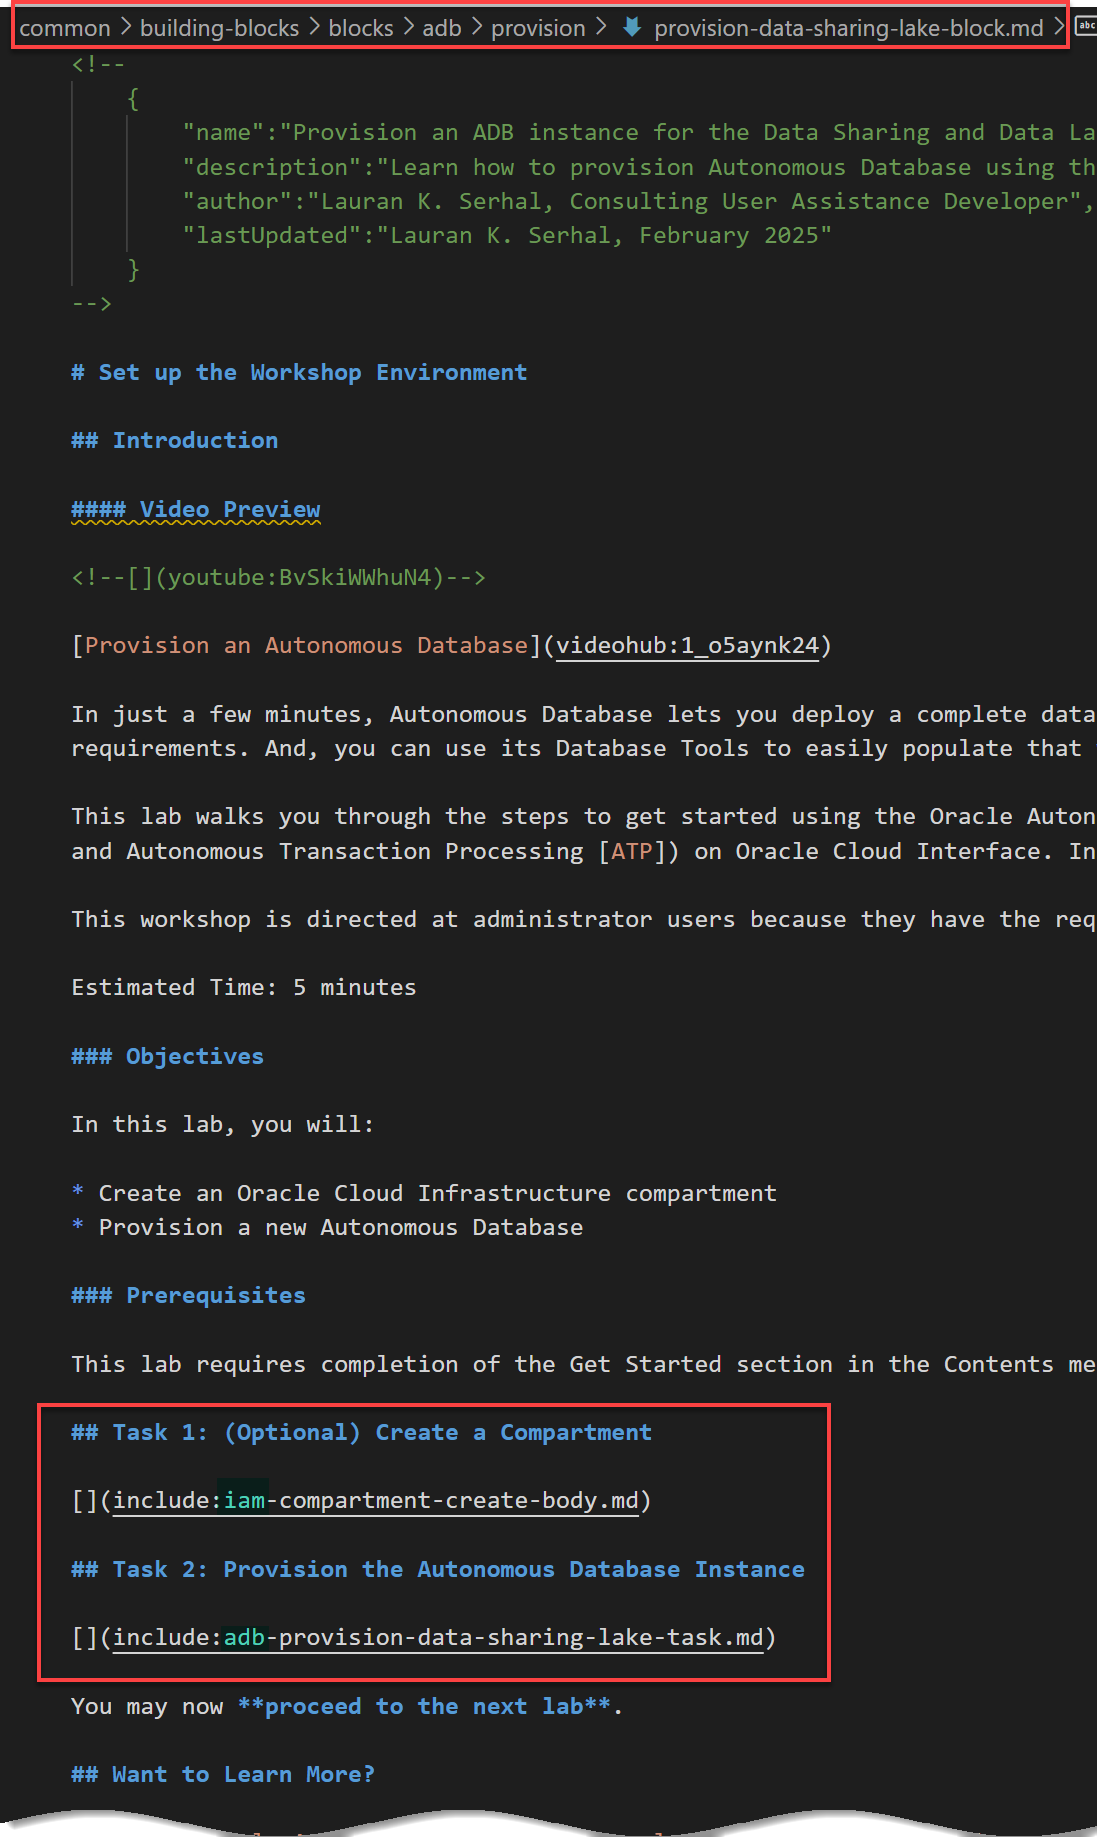 common > building-blocks > blocks > adb > provision > provision-data-sharing-lake-block.md > abc
<!--
{
"name":"Provision an ADB instance for the Data Sharing and Data La
"description":"Learn how to provision Autonomous Database using th
"author":"Lauran K. Serhal, Consulting User Assistance Developer",
"lastUpdated":"Lauran K. Serhal, February 2025"
}
-->
# Set up the Workshop Environment
## Introduction
#### Video Preview
<!--[](youtube:BvSkiWWhuN4)-->
[Provision an Autonomous Database](videohub:1_o5aynk24)
In just a few minutes, Autonomous Database lets you deploy a complete data
requirements. And, you can use its Database Tools to easily populate that
This lab walks you through the steps to get started using the Oracle Auton
and Autonomous Transaction Processing [ATP]) on Oracle Cloud Interface. In
This workshop is directed at administrator users because they have the req
Estimated Time: 5 minutes
### Objectives
In this lab, you will:
* Create an Oracle Cloud Infrastructure compartment
* Provision a new Autonomous Database
### Prerequisites
This lab requires completion of the Get Started section in the Contents me
## Task 1: (Optional) Create a Compartment
[](include:iam-compartment-create-body.md)
## Task 2: Provision the Autonomous Database Instance
[](include:adb-provision-data-sharing-lake-task.md)
You may now **proceed to the next lab**.
## Want to Learn More?